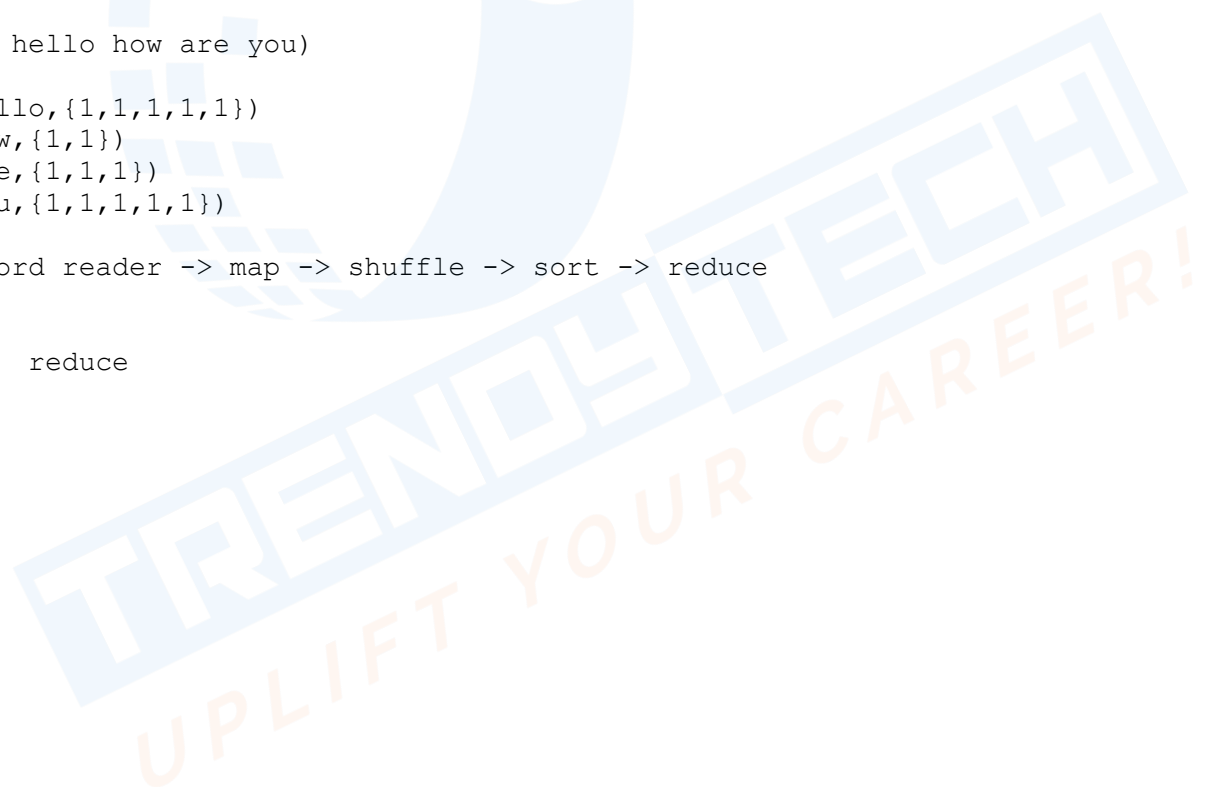 hello how are you)
llo,{1,1,1,1,1})
w,{1,1})
e,{1,1,1})
u,{1,1,1,1,1})
ord reader -> map -> shuffle -> sort -> reduce
reduce
TRENDYTECH
UPLIFT YOUR CAREER!